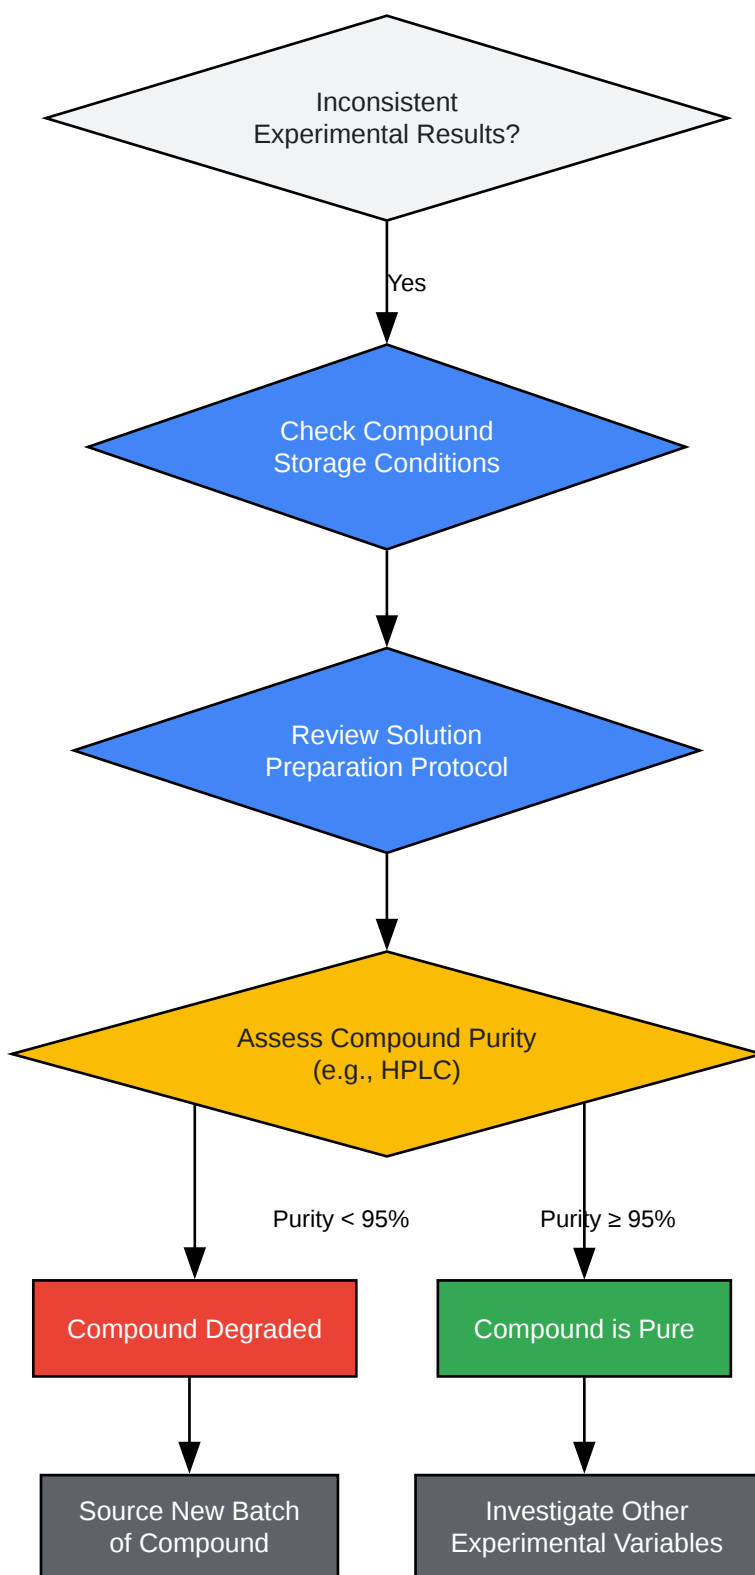 Inconsistent
Experimental Results?
Yes
Check Compound
Storage Conditions
Review Solution
Preparation Protocol
Assess Compound Purity
(e.g., HPLC)
Purity < 95%
Purity ≥ 95%
Compound Degraded
Compound is Pure
Source New Batch
of Compound
Investigate Other
Experimental Variables